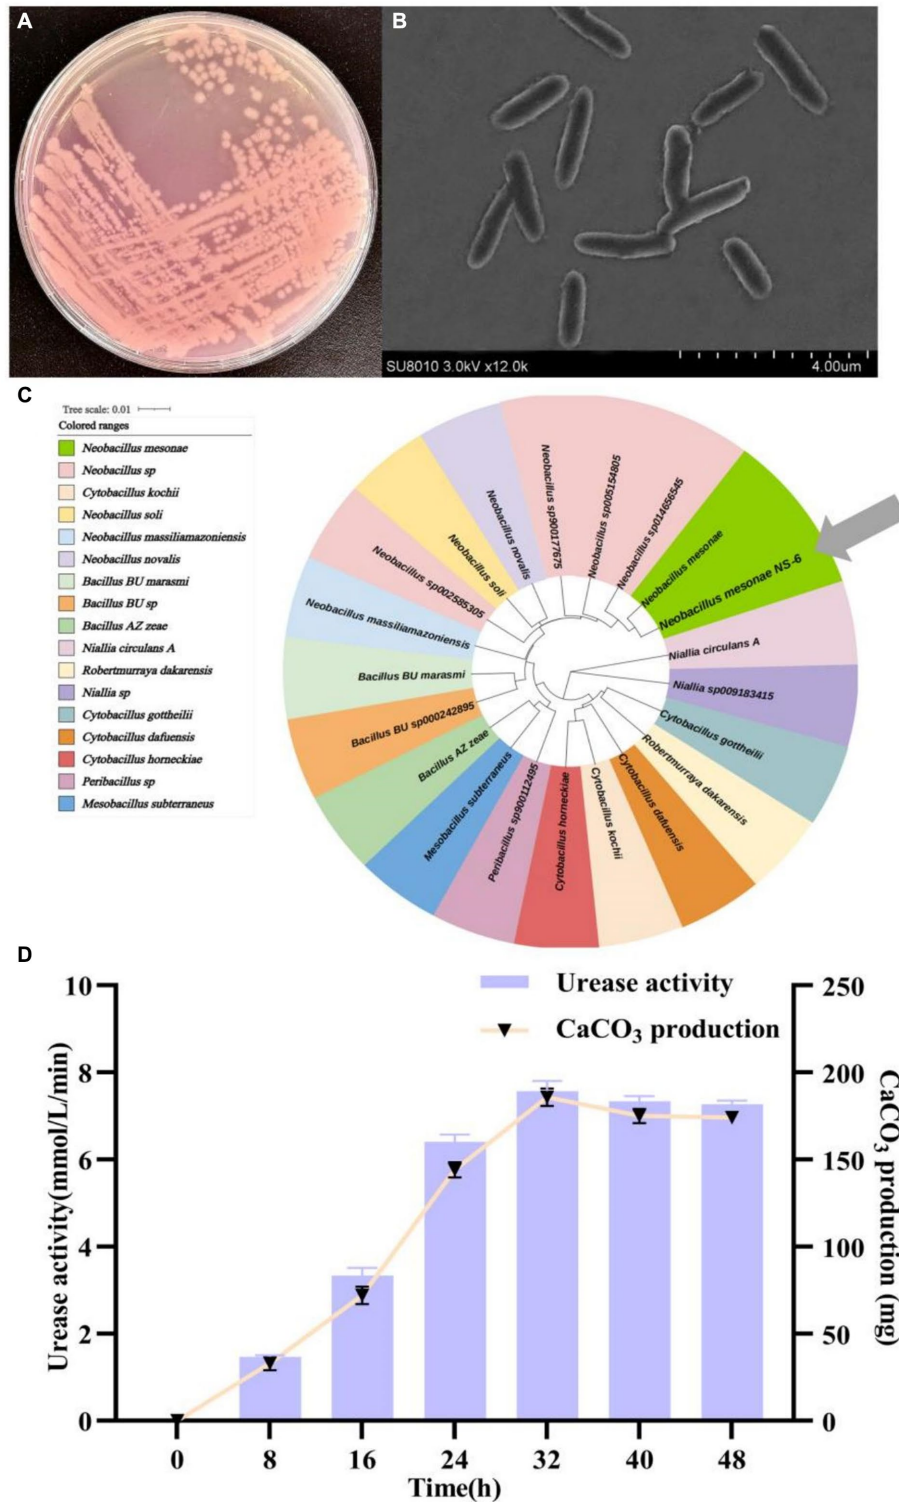 A
B
SU8010 3.0kV x12.0k
4.00um
C
Tree scale: 0.01
Colored ranges
Neobacillus mesonae
Neobacillus sp
Cytobacillus kochii
Neobacillus soli
Neobacillus massiliamazoniensis
Neobacillus novalis
Bacillus BU marasmi
Bacillus BU sp
Bacillus AZ zeae
Niallia circulans A
Robertmurraya dakarensis
Niallia sp
Cytobacillus gottheilii
Cytobacillus dafuensis
Cytobacillus horneckiae
Peribacillus sp
Mesobacillus subterraneus
Neobacillus sp900177675
Neobacillus sp005154805
Neobacillus sp014656545
Neobacillus mesonae
Neobacillus mesonae NS-6
Niallia circulans A
Niallia sp009183415
Cytobacillus gottheilii
Robertmurraya dakarensis
Cytobacillus dafuensis
Cytobacillus kochii
Cytobacillus horneckiae
Peribacillus sp900112495
Mesobacillus subterraneus
Bacillus AZ zeae
Bacillus BU sp000242895
Bacillus BU marasmi
Neobacillus massiliamazoniensis
Neobacillus sp002585305
Neobacillus soli
Neobacillus novalis
D
Urease activity
CaCO3 production
Urease activity(mmol/L/min)
10
8
6
4
2
0
CaCO3 production (mg)
250
200
150
100
50
0
0 8 16 24 32 40 48
Time(h)